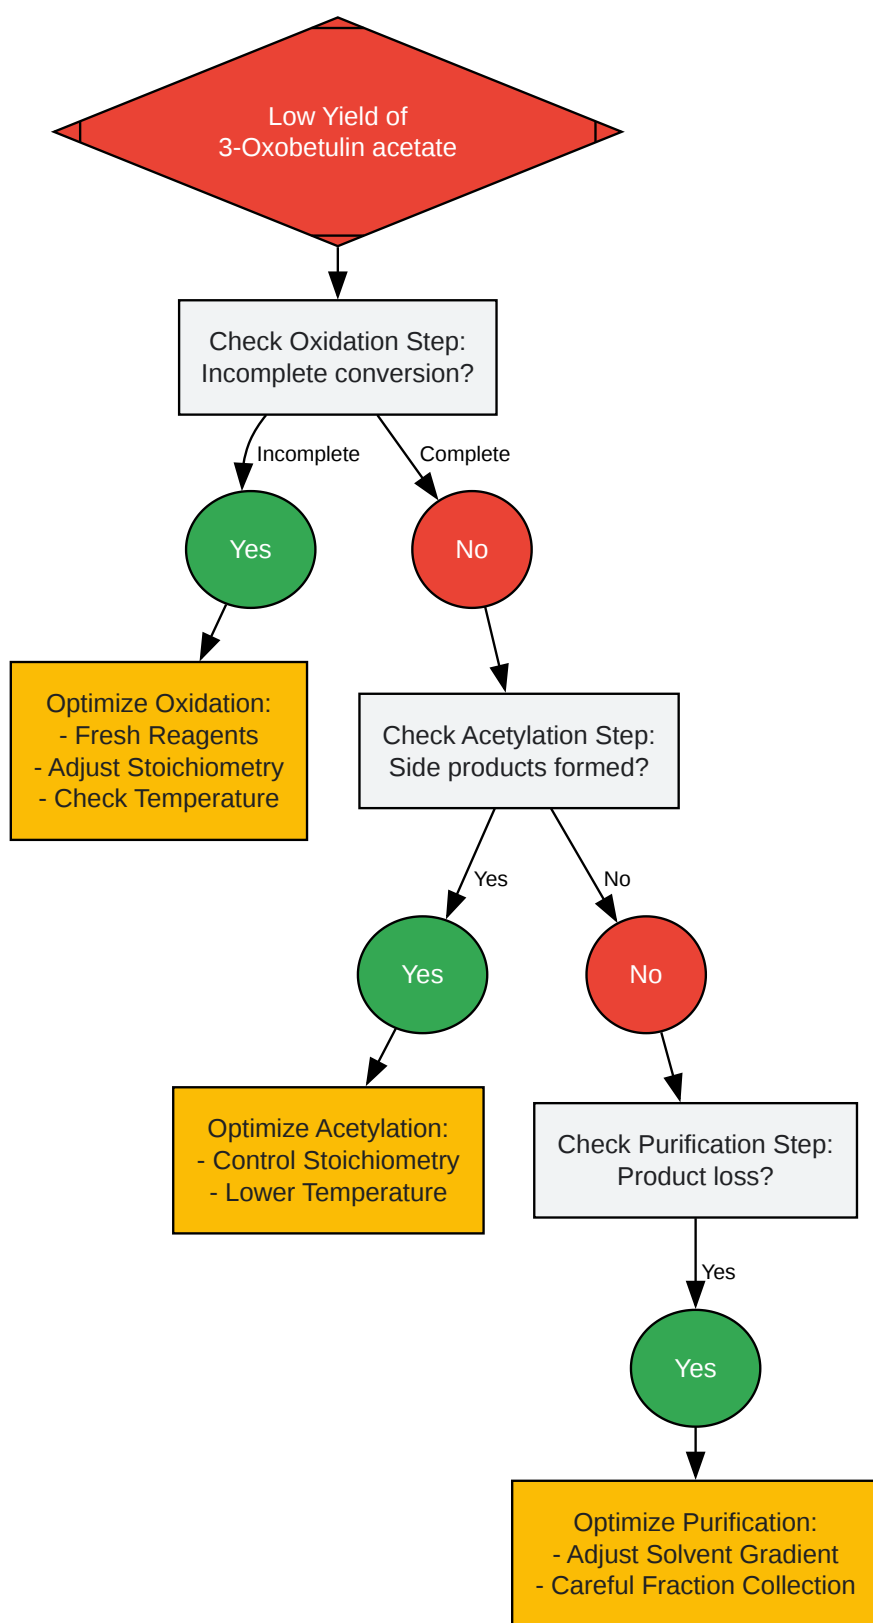 Low Yield of
3-Oxobetulin acetate
Check Oxidation Step:
Incomplete conversion?
Incomplete
Complete
Yes
No
Optimize Oxidation:
- Fresh Reagents
- Adjust Stoichiometry
- Check Temperature
Check Acetylation Step:
Side products formed?
Yes
No
Yes
No
Optimize Acetylation:
- Control Stoichiometry
- Lower Temperature
Check Purification Step:
Product loss?
Yes
Yes
Optimize Purification:
- Adjust Solvent Gradient
- Careful Fraction Collection